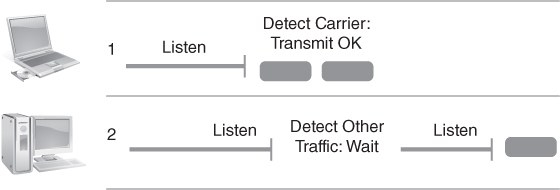 Detect Carrier:
1 Listen Transmit OK
2 Listen Detect Other Listen
Traffic: Wait